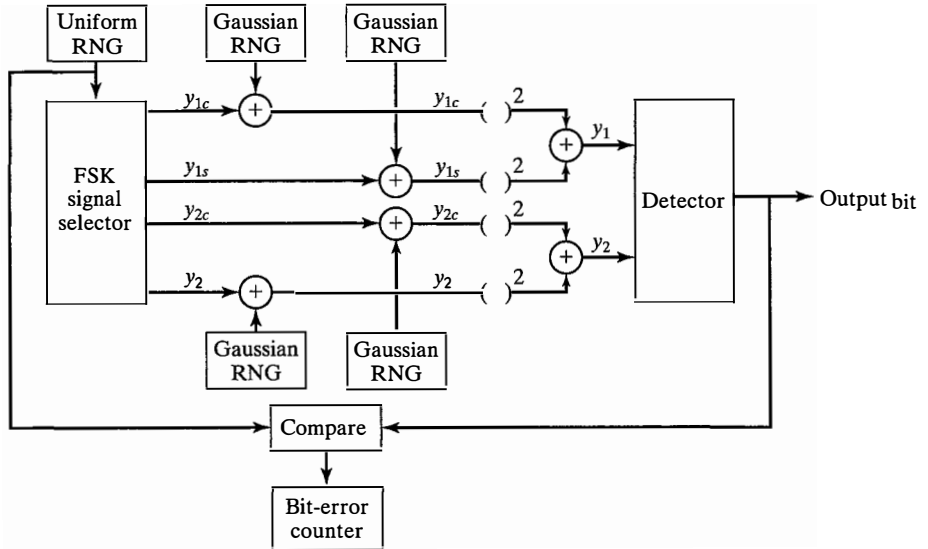 Uniform
RNG
Gaussian
RNG
Gaussian
RNG
y1c
y1c
( )2
y1
FSK
signal
selector
y1s
y1s
( )2
Detector
Output bit
y2c
y2c
( )2
y2
y2
y2
( )2
Gaussian
RNG
Gaussian
RNG
Compare
Bit-error
counter